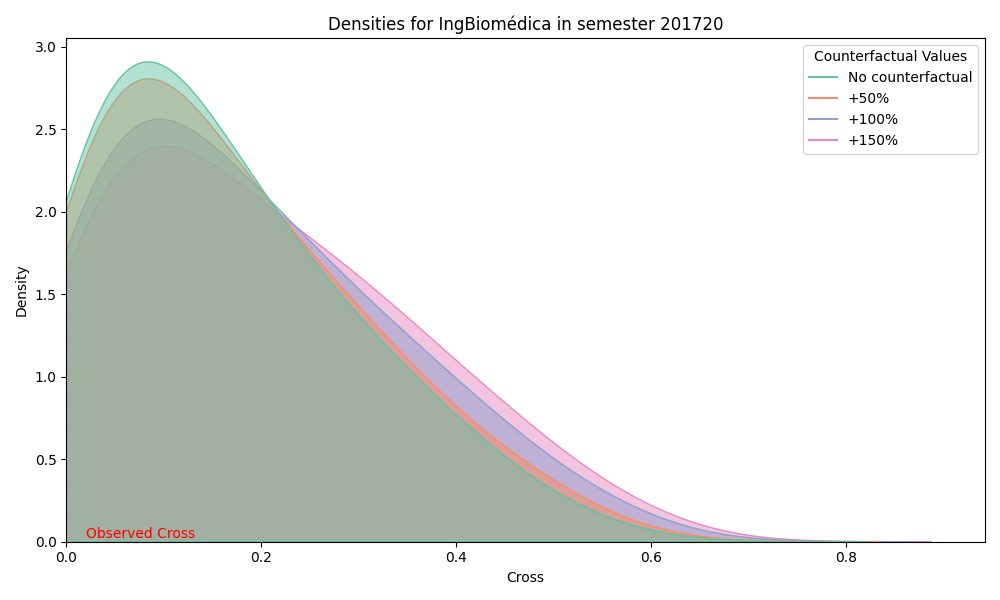 Densities for IngBiomédica in semester 201720
Counterfactual Values
No counterfactual
+50%
+100%
+150%
3.0
2.5
2.0
1.5
1.0
0.5
0.0
Density
Observed Cross
0.0 0.2 0.4 0.6 0.8
Cross